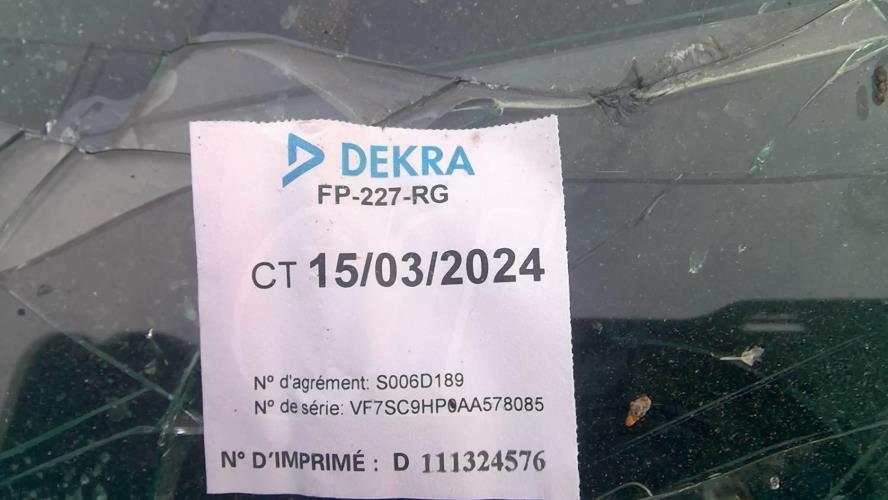 DEKRA
FP-227-RG
CT 15/03/2024
N° d'agrément: S006D189
N° de série: VF7SC9HP0AA578085
N° D'IMPRIMÉ : D 111324576